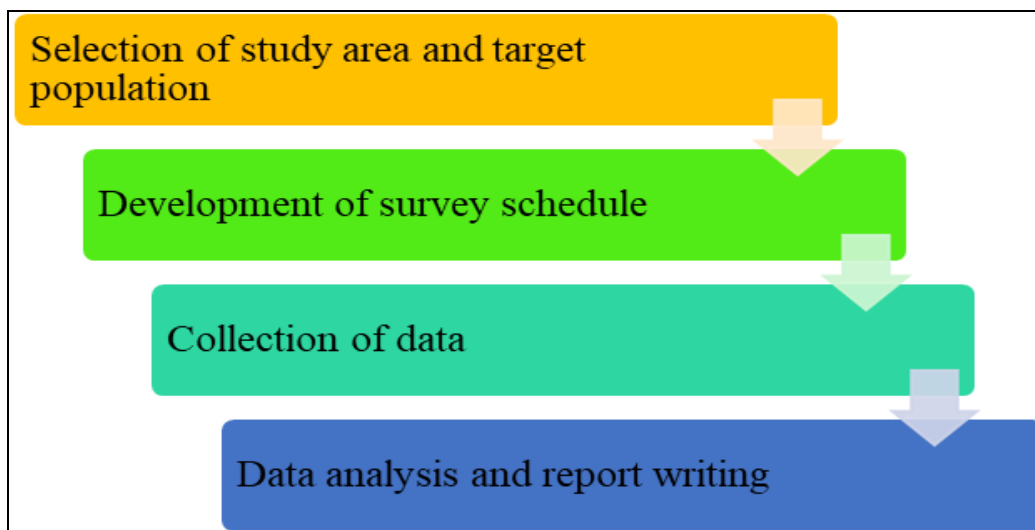 Selection of study area and target
population
Development of survey schedule
Collection of data
Data analysis and report writing